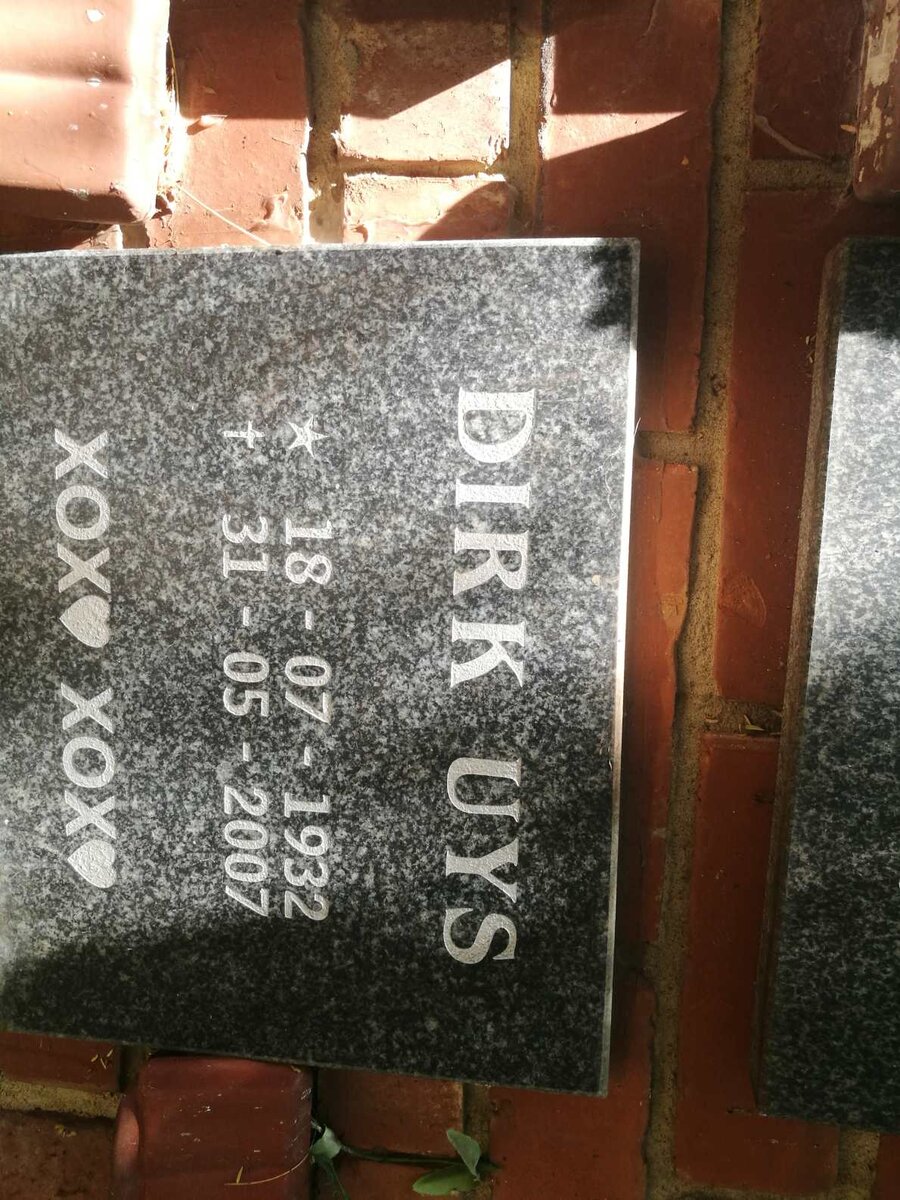 DIRK UYS
★ 18 - 07 - 1932
✝ 31 - 05 - 2007
XOX♥ XOX♥